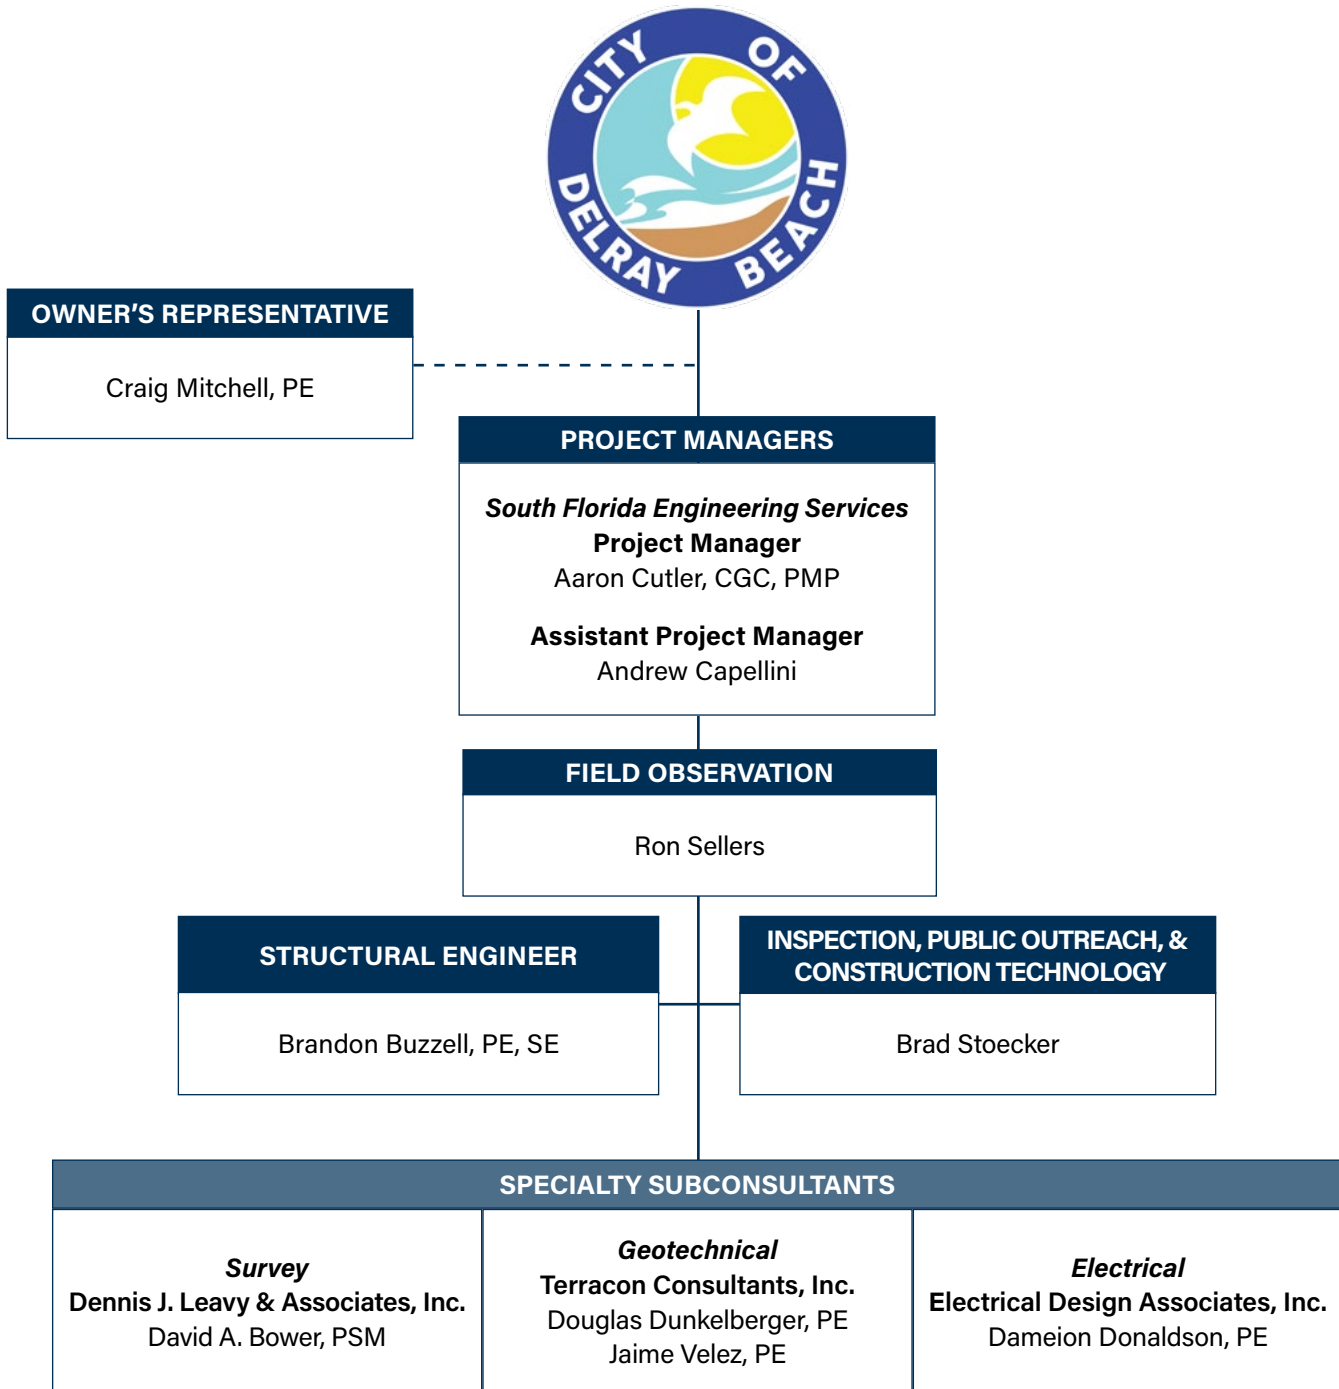 CITY OF
DELRAY BEACH
OWNER'S REPRESENTATIVE
Craig Mitchell, PE
PROJECT MANAGERS
South Florida Engineering Services
Project Manager
Aaron Cutler, CGC, PMP
Assistant Project Manager
Andrew Capellini
FIELD OBSERVATION
Ron Sellers
STRUCTURAL ENGINEER
Brandon Buzzell, PE, SE
INSPECTION, PUBLIC OUTREACH, &
CONSTRUCTION TECHNOLOGY
Brad Stoecker
SPECIALTY SUBCONSULTANTS
Survey
Dennis J. Leavy & Associates, Inc.
David A. Bower, PSM
Geotechnical
Terracon Consultants, Inc.
Douglas Dunkelberger, PE
Jaime Velez, PE
Electrical
Electrical Design Associates, Inc.
Dameion Donaldson, PE